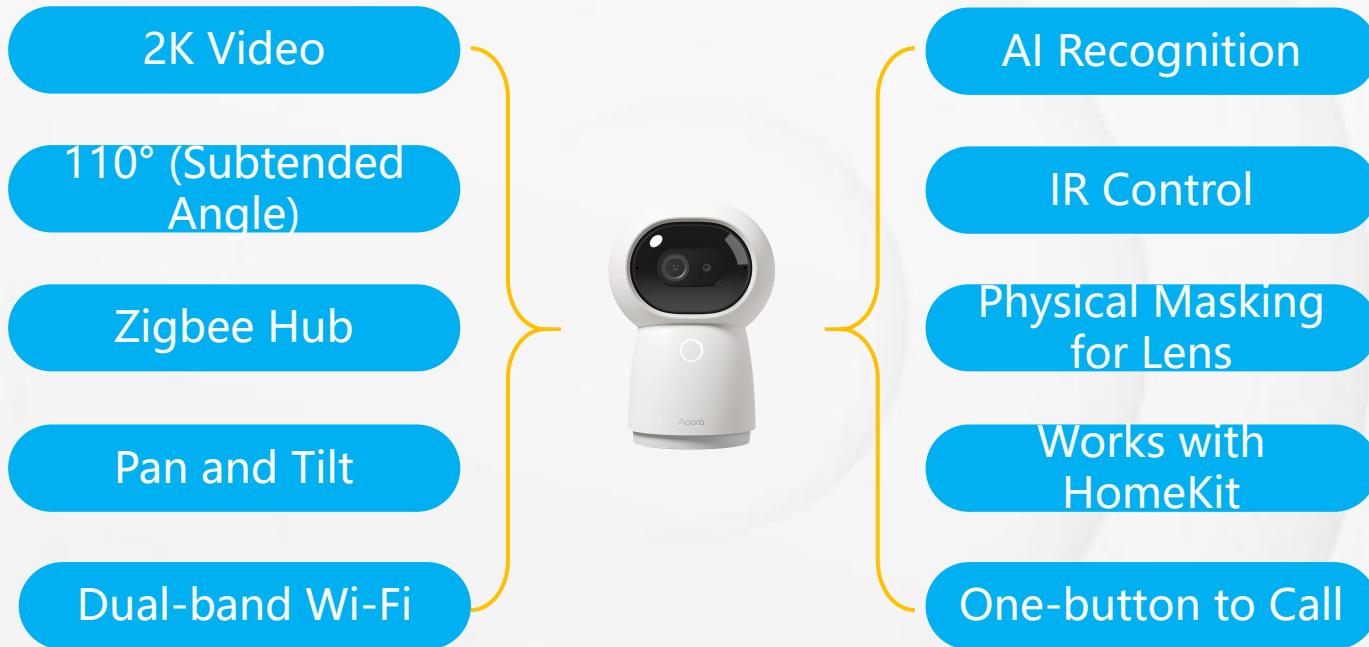 2K Video
110° (Subtended
Angle)
Zigbee Hub
Pan and Tilt
Dual-band Wi-Fi
Aqara
AI Recognition
IR Control
Physical Masking
for Lens
Works with
HomeKit
One-button to Call